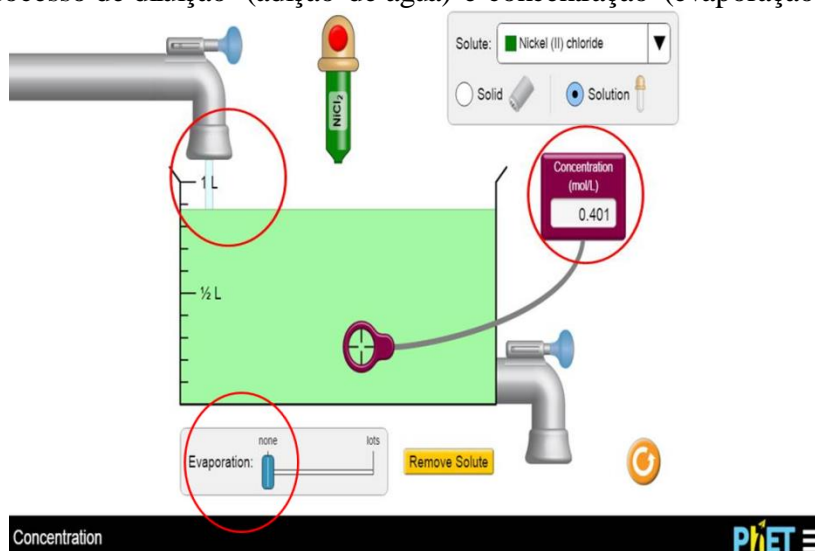 ocesso de diluição (adição de água) e concentração (evaporação
Solute: Nickel (II) chloride
Solid
Solution
NiCl2
1 L
Concentration
(mol/L)
0.401
½ L
none
lots
Evaporation:
Remove Solute
Concentration
PhET